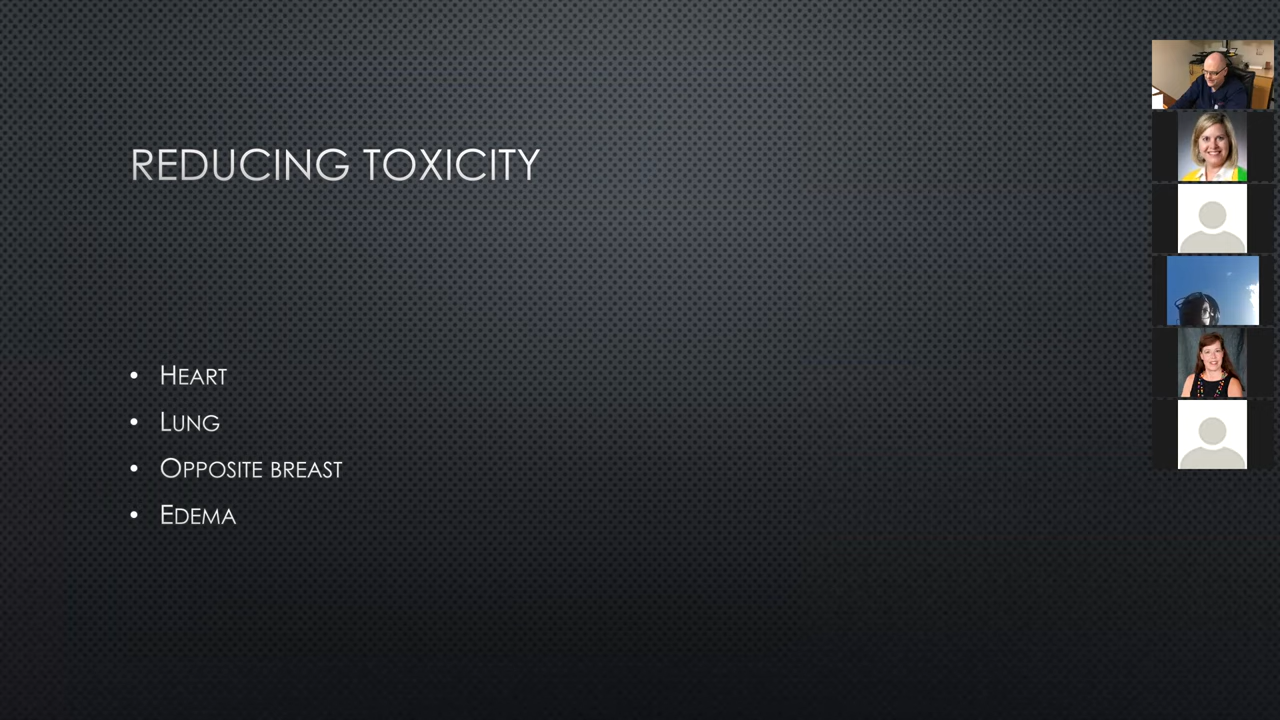 REDUCING TOXICITY
• HEART
• LUNG
• OPPOSITE BREAST
• EDEMA